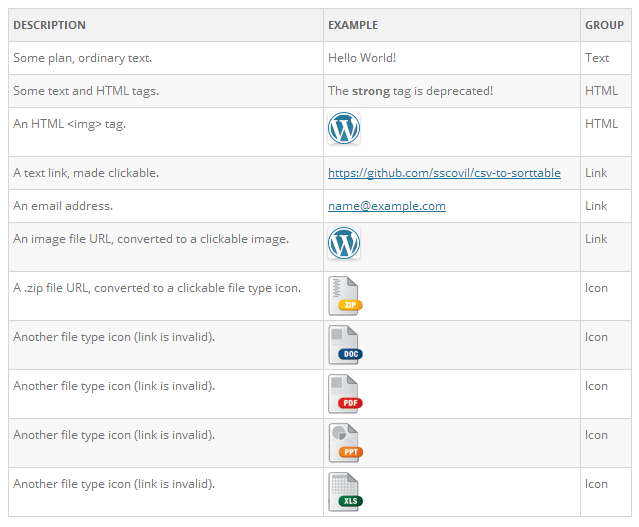 DESCRIPTION EXAMPLE GROUP
Some plan, ordinary text. Hello World! Text
Some text and HTML tags. The strong tag is deprecated! HTML
An HTML <img> tag. HTML
A text link, made clickable. https://github.com/sscovil/csv-to-sorttable Link
An email address. name@example.com Link
An image file URL, converted to a clickable image. Link
A .zip file URL, converted to a clickable file type icon. ZIP Icon
Another file type icon (link is invalid). DOC Icon
Another file type icon (link is invalid). PDF Icon
Another file type icon (link is invalid). PPT Icon
Another file type icon (link is invalid). XLS Icon